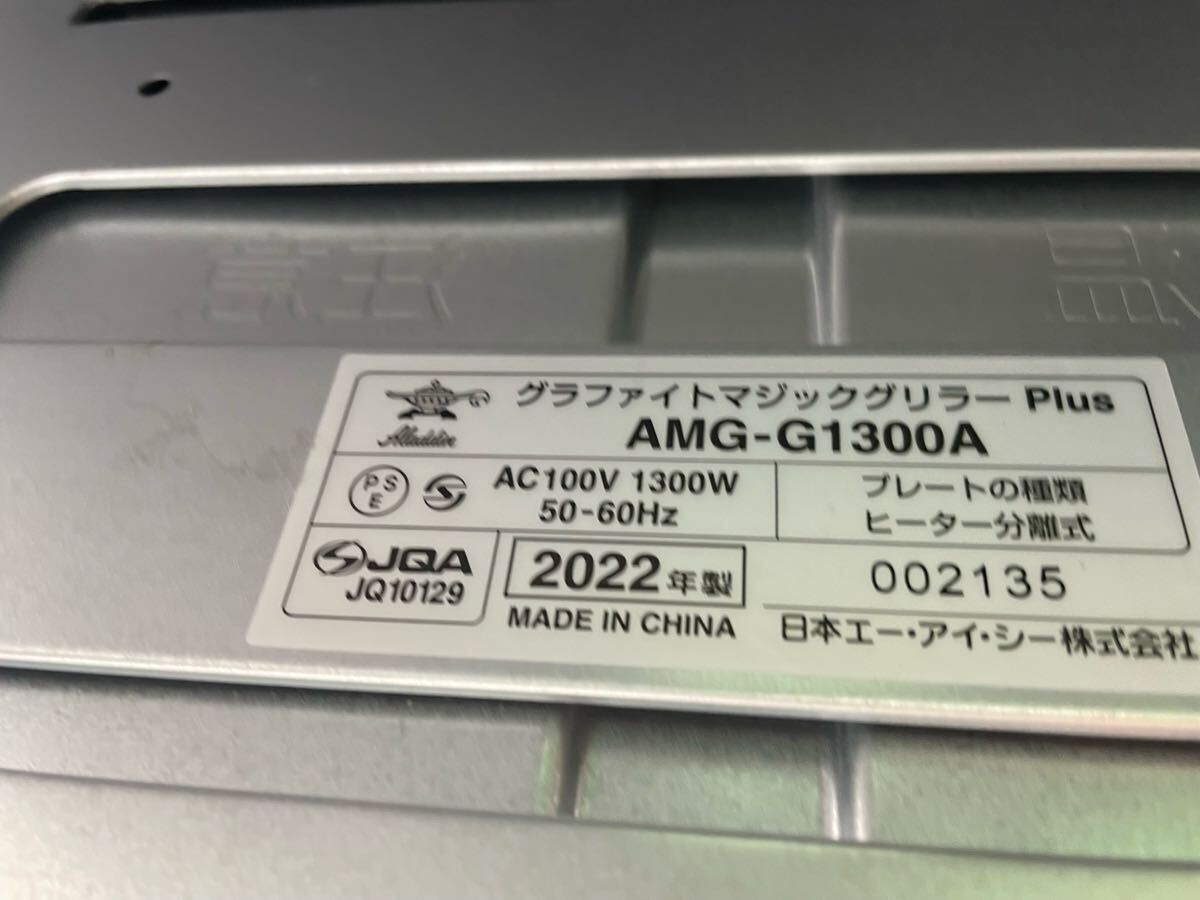 グラファイトマジックグリラー Plus
Aladdin
AMG-G1300A
PSE
AC100V 1300W
50-60Hz
プレートの種類
ヒーター分離式
JQA
JQ10129
2022年製
MADE IN CHINA
002135
日本エー・アイ・シー株式会社